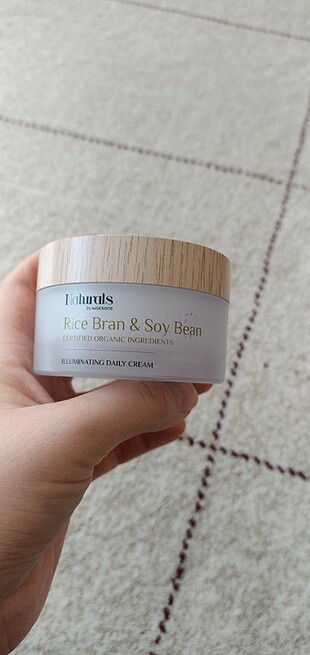 Naturals
by watsons
Rice Bran & Soy Bean
CERTIFIED ORGANIC INGREDIENTS
ILLUMINATING DAILY CREAM